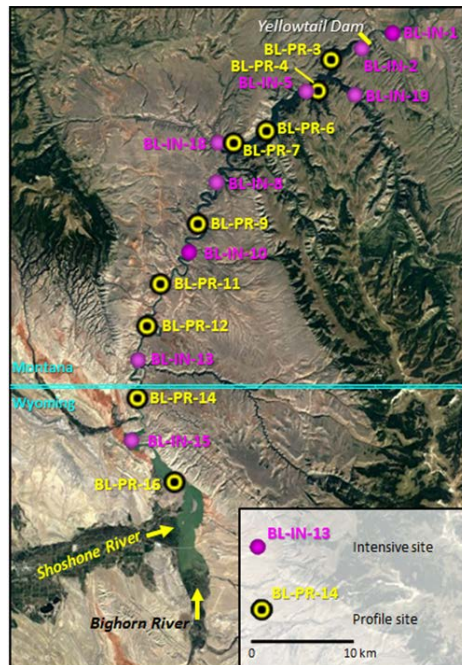 Yellowtail Dam
BL-IN-1
BL-PR-3
BL-IN-2
BL-PR-4
BL-IN-5
BL-IN-19
BL-PR-6
BL-IN-18
BL-PR-7
BL-IN-8
BL-PR-9
BL-IN-10
BL-PR-11
BL-PR-12
BL-IN-13
Montana
Wyoming
BL-PR-14
BL-IN-15
BL-PR-16
Shoshone River
Bighorn River
BL-IN-13
Intensive site
BL-PR-14
Profile site
0 10 km